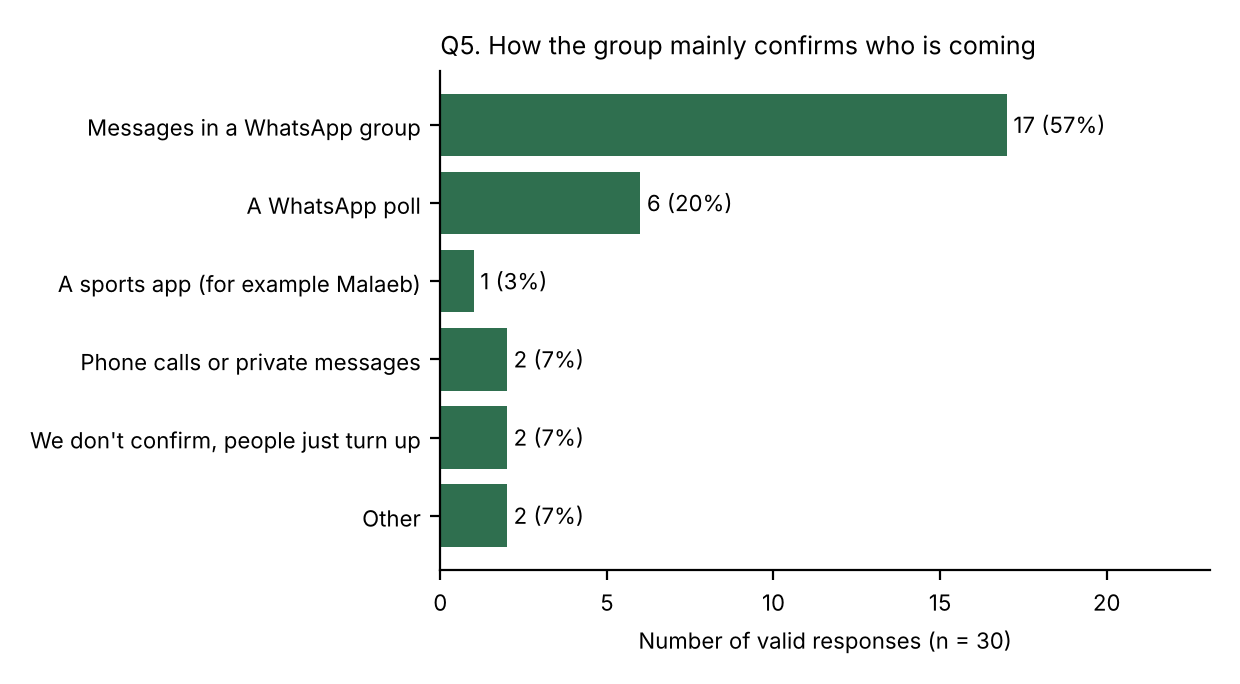 Q5. How the group mainly confirms who is coming
Messages in a WhatsApp group 17 (57%)
A WhatsApp poll 6 (20%)
A sports app (for example Malaeb) 1 (3%)
Phone calls or private messages 2 (7%)
We don't confirm, people just turn up 2 (7%)
Other 2 (7%)
0 5 10 15 20
Number of valid responses (n = 30)